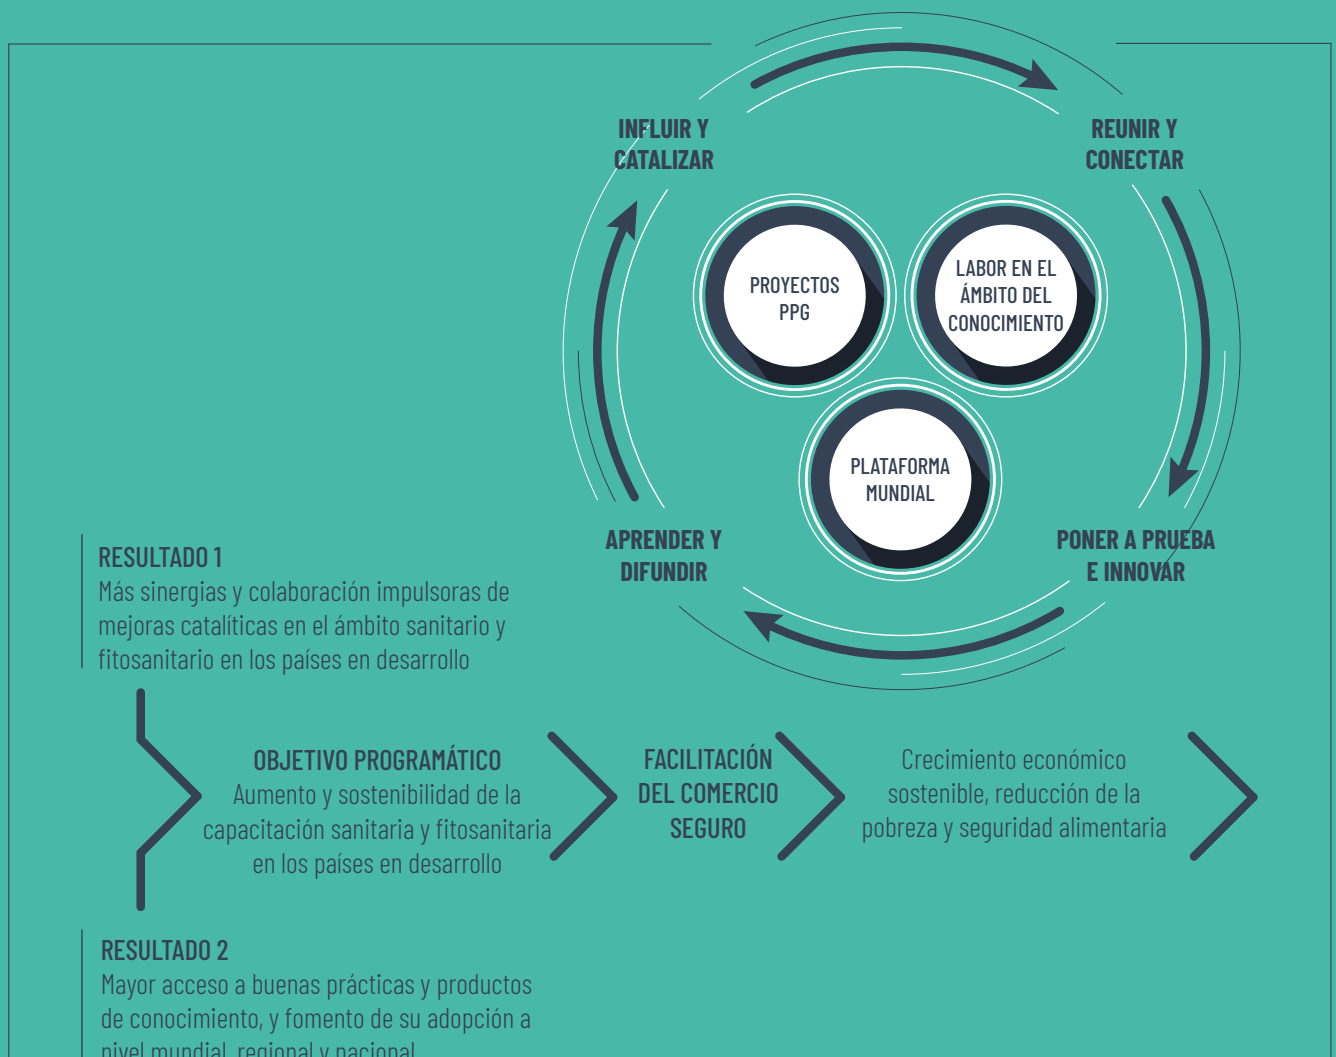 INFLUIR Y
CATALIZAR
REUNIR Y
CONECTAR
PROYECTOS
PPG
LABOR EN EL
ÁMBITO DEL
CONOCIMIENTO
PLATAFORMA
MUNDIAL
APRENDER Y
DIFUNDIR
PONER A PRUEBA
E INNOVAR
RESULTADO 1
Más sinergias y colaboración impulsoras de
mejoras catalíticas en el ámbito sanitario y
fitosanitario en los países en desarrollo
OBJETIVO PROGRAMÁTICO
Aumento y sostenibilidad de la
capacitación sanitaria y fitosanitaria
en los países en desarrollo
FACILITACIÓN
DEL COMERCIO
SEGURO
Crecimiento económico
sostenible, reducción de la
pobreza y seguridad alimentaria
RESULTADO 2
Mayor acceso a buenas prácticas y productos
de conocimiento, y fomento de su adopción a
nivel mundial, regional y nacional